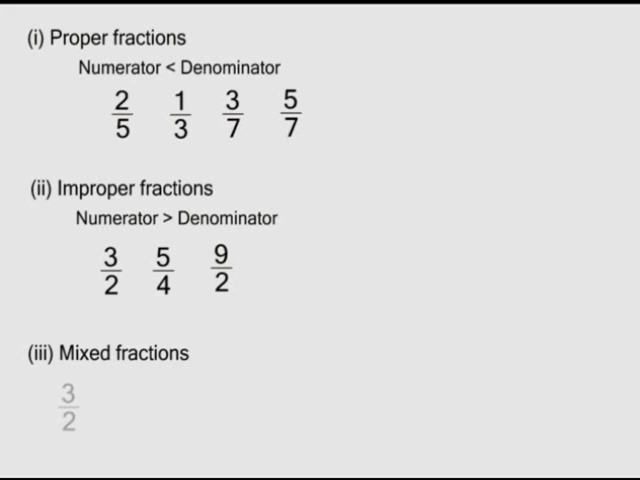 (i) Proper fractions
Numerator < Denominator
2/5 1/3 3/7 5/7
(ii) Improper fractions
Numerator > Denominator
3/2 5/4 9/2
(iii) Mixed fractions
3/2